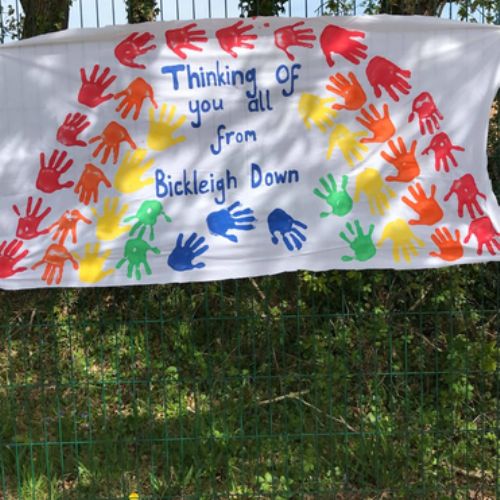 Thinking Of
you all
from
Bickleigh Down